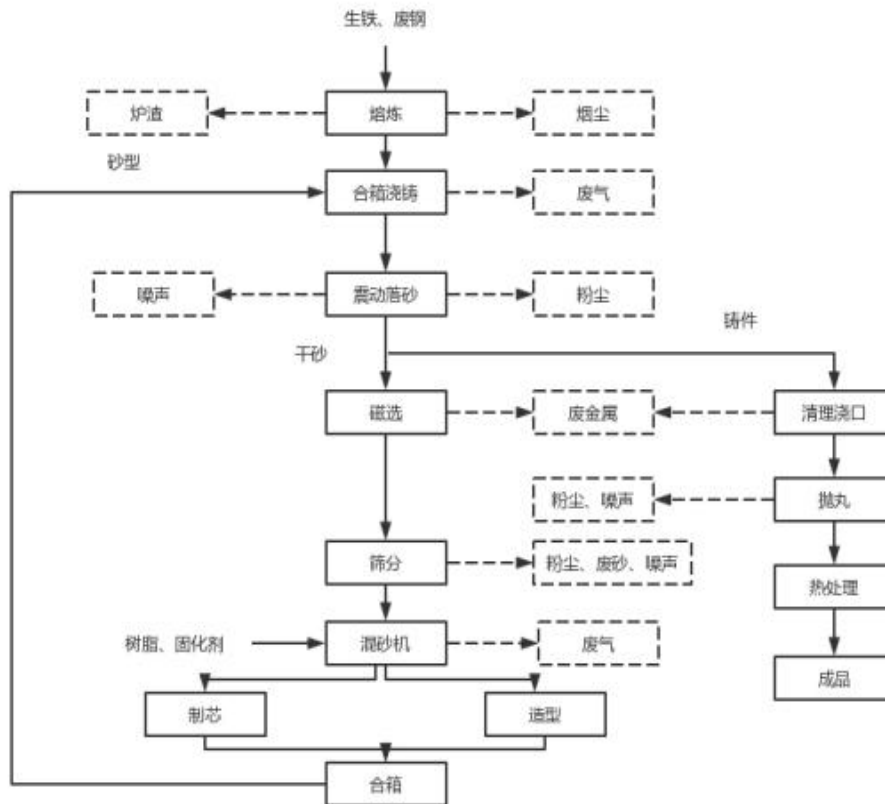 生铁、废钢
炉渣
熔炼
烟尘
砂型
合箱浇铸
废气
噪声
震动落砂
粉尘
铸件
干砂
磁选
废金属
清理浇口
粉尘、噪声
抛丸
筛分
粉尘、废砂、噪声
热处理
树脂、固化剂
混砂机
废气
成品
制芯
造型
合箱